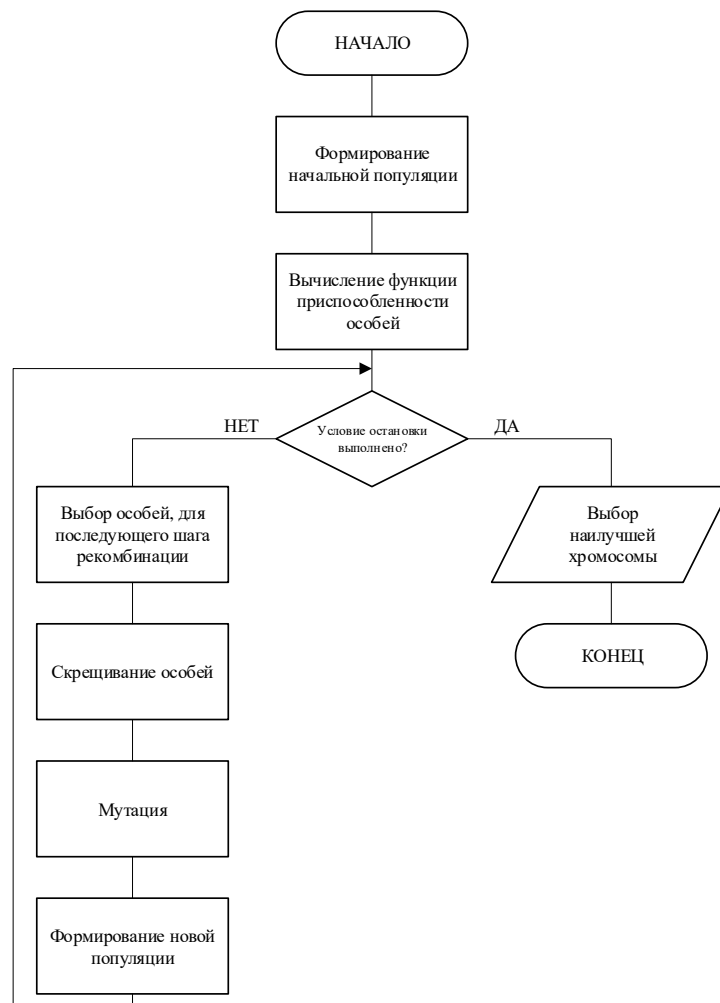 НАЧАЛО
Формирование
начальной популяции
Вычисление функции
приспособленности
особей
НЕТ
Условие остановки
выполнено?
ДА
Выбор особей, для
последующего шага
рекомбинации
Выбор
наилучшей
хромосомы
Скрещивание особей
КОНЕЦ
Мутация
Формирование новой
популяции